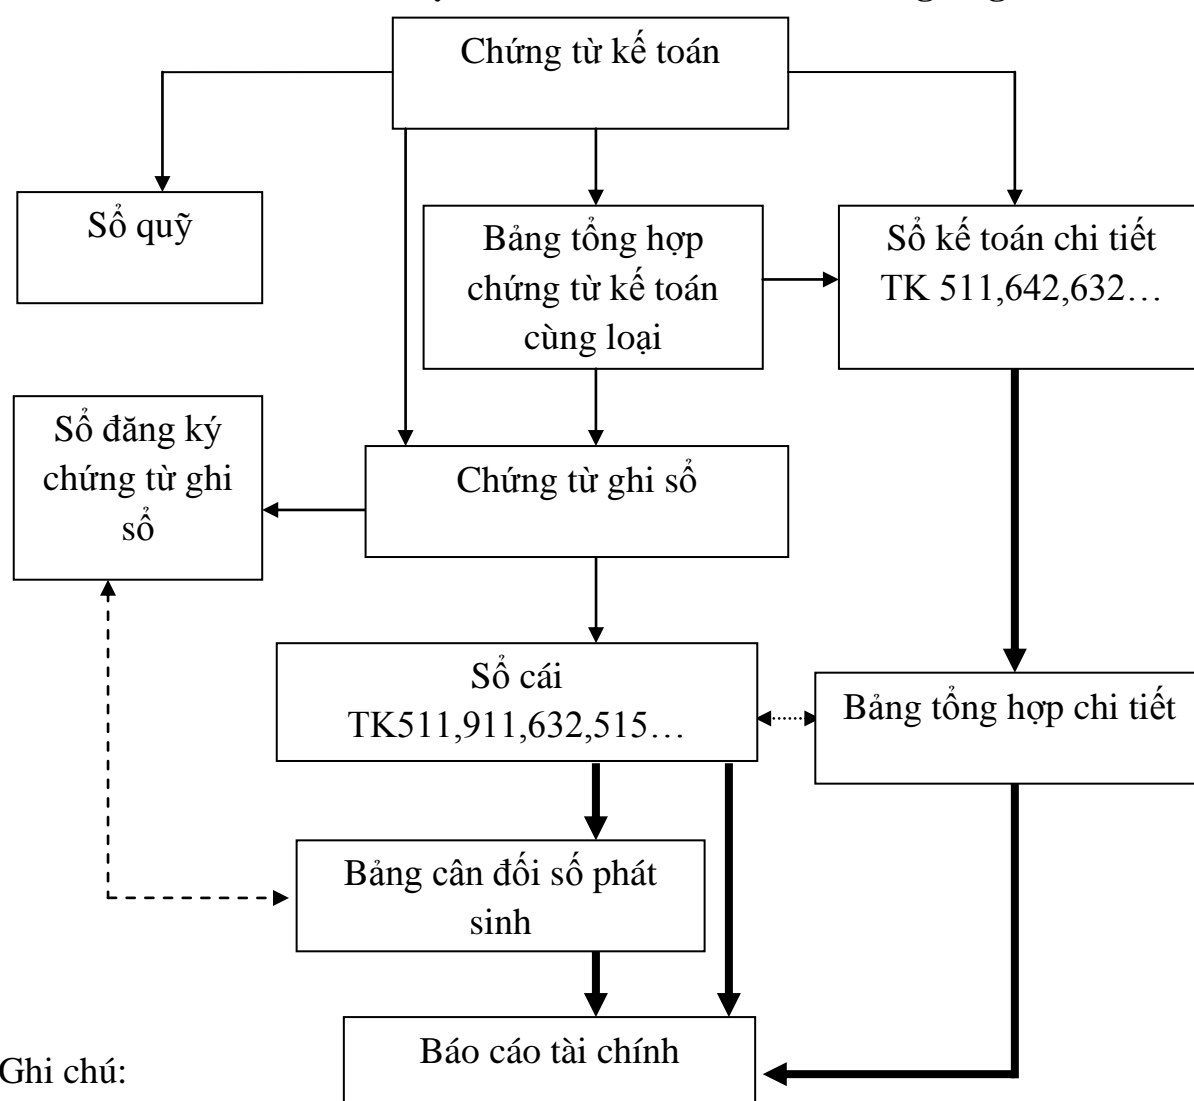 Chứng từ kế toán
Sổ quỹ
Bảng tổng hợp
chứng từ kế toán
cùng loại
Sổ kế toán chi tiết
TK 511,642,632…
Sổ đăng ký
chứng từ ghi
sổ
Chứng từ ghi sổ
Sổ cái
TK511,911,632,515…
Bảng tổng hợp chi tiết
Bảng cân đối số phát
sinh
Báo cáo tài chính
Ghi chú: